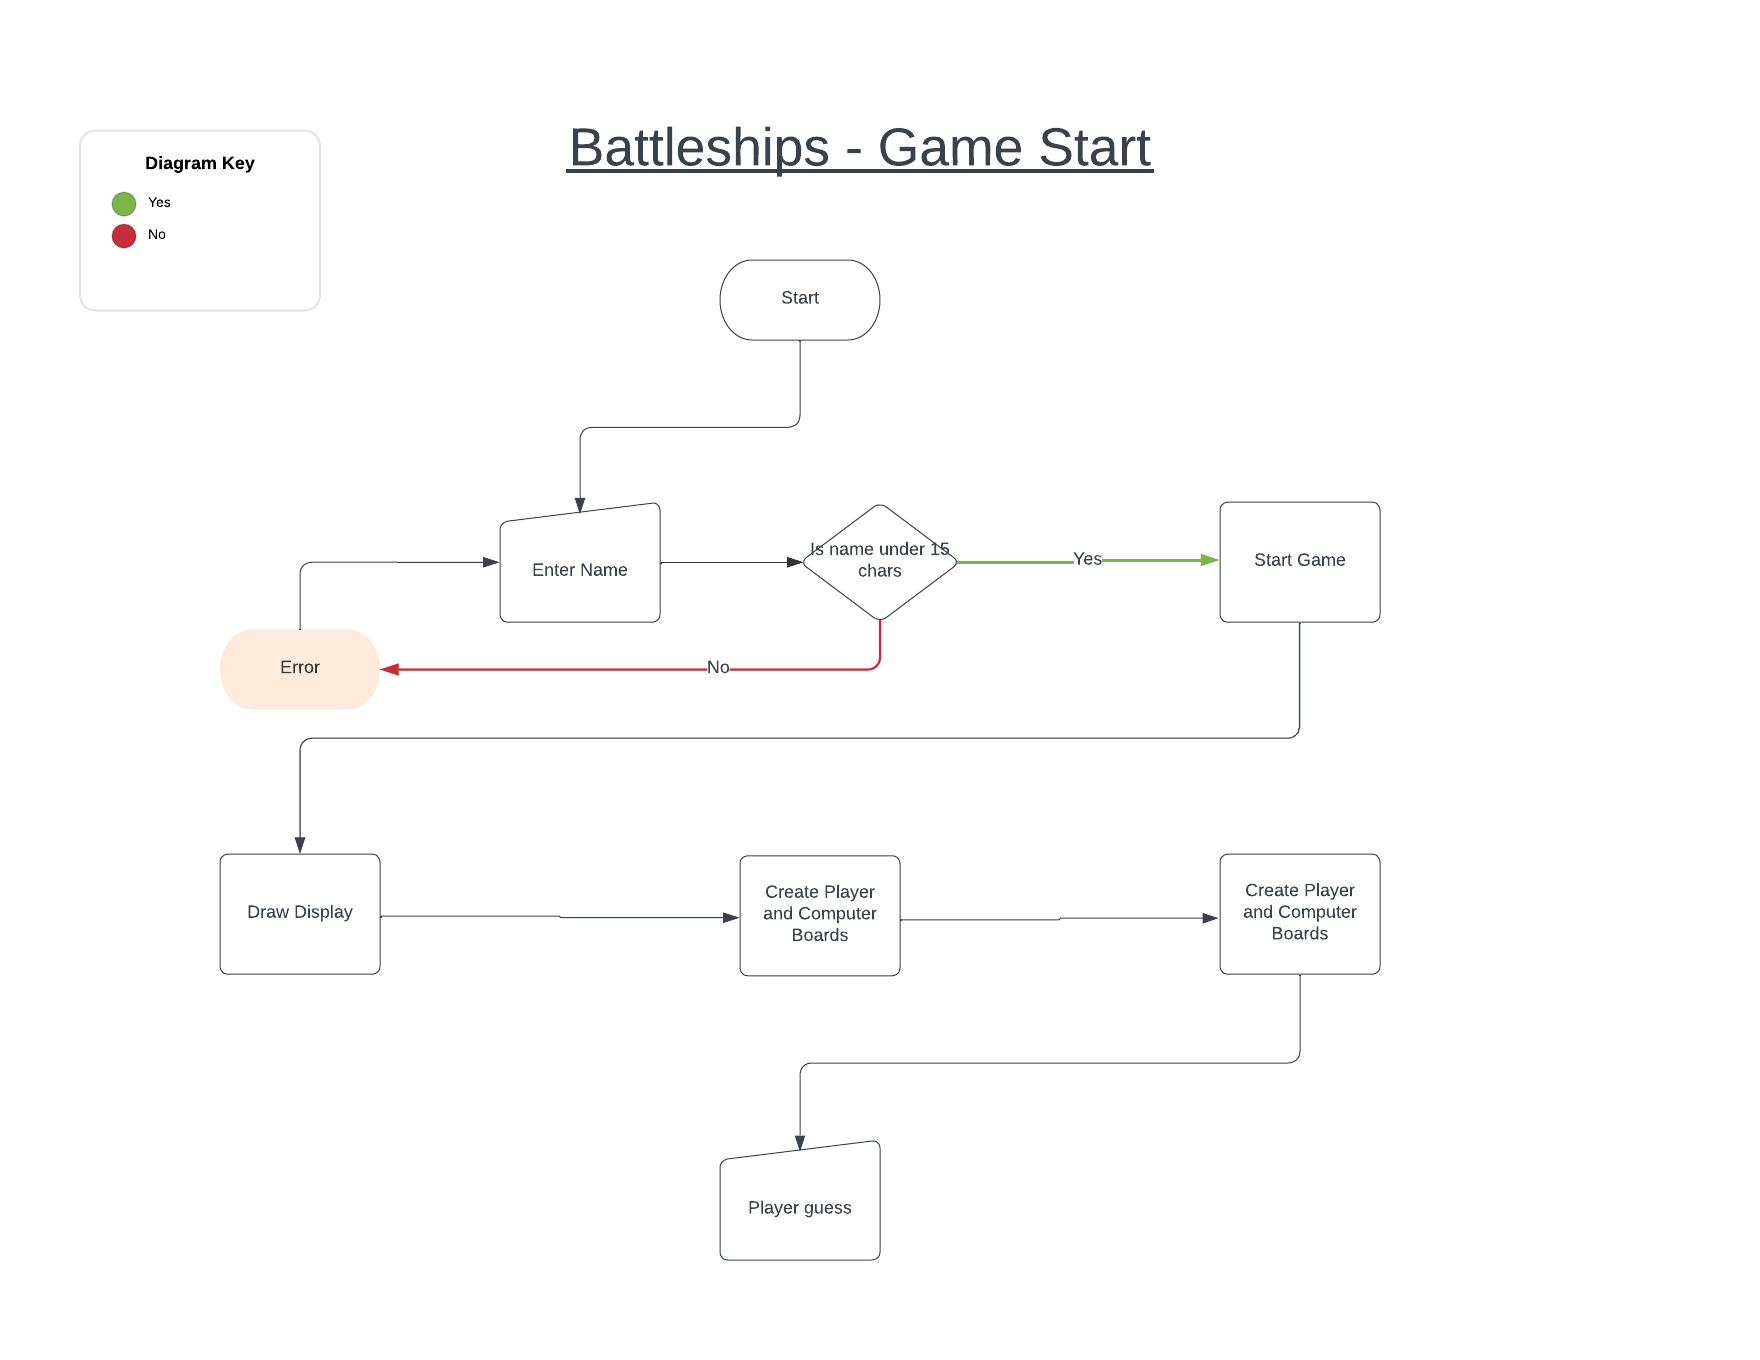 Battleships - Game Start
Diagram Key
Yes
No
Start
Enter Name
Is name under 15
chars
Yes
Start Game
Error
No
Draw Display
Create Player
and Computer
Boards
Create Player
and Computer
Boards
Player guess